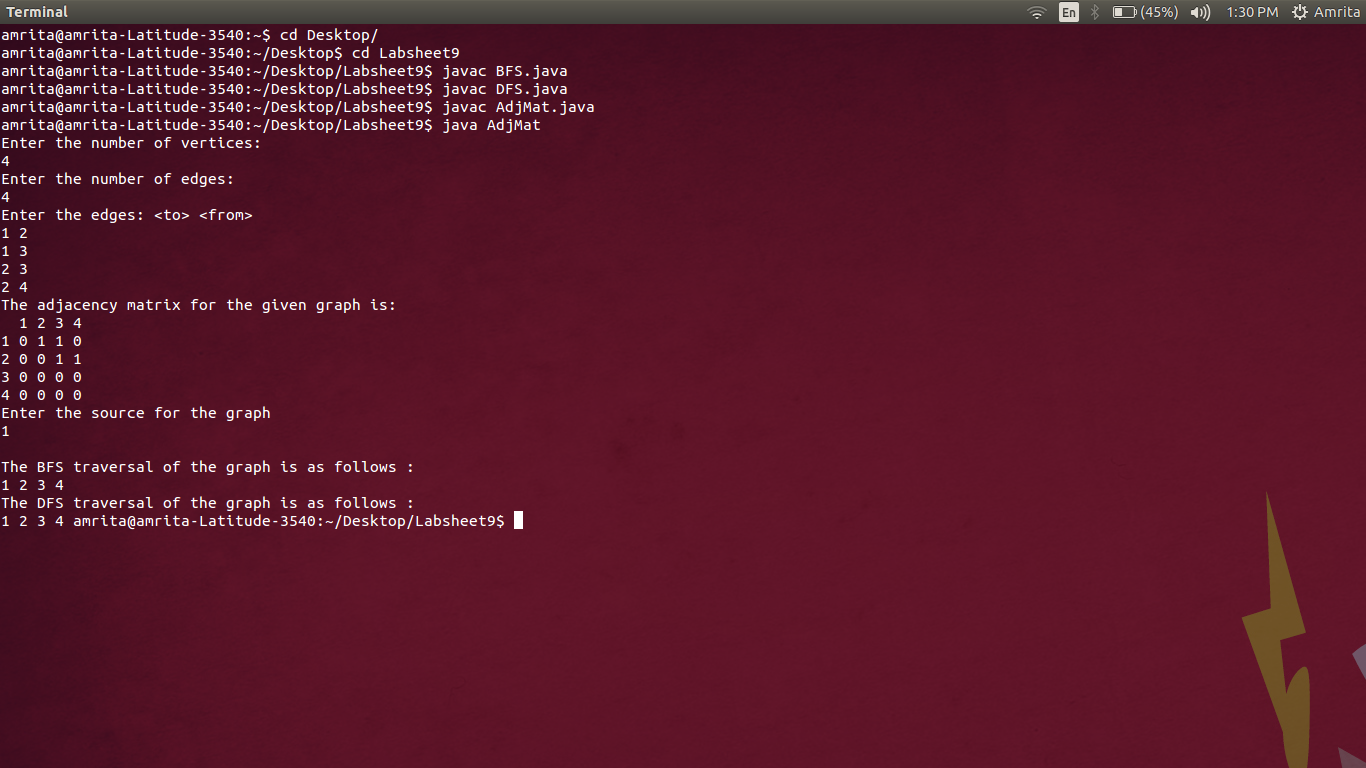 Terminal En (45%) 1:30 PM Amrita
amrita@amrita-Latitude-3540:~$ cd Desktop/
amrita@amrita-Latitude-3540:~/Desktop$ cd Labsheet9
amrita@amrita-Latitude-3540:~/Desktop/Labsheet9$ javac BFS.java
amrita@amrita-Latitude-3540:~/Desktop/Labsheet9$ javac DFS.java
amrita@amrita-Latitude-3540:~/Desktop/Labsheet9$ javac AdjMat.java
amrita@amrita-Latitude-3540:~/Desktop/Labsheet9$ java AdjMat
Enter the number of vertices:
4
Enter the number of edges:
4
Enter the edges: <to> <from>
1 2
1 3
2 3
2 4
The adjacency matrix for the given graph is:
  1 2 3 4
1 0 1 1 0
2 0 0 1 1
3 0 0 0 0
4 0 0 0 0
Enter the source for the graph
1
The BFS traversal of the graph is as follows :
1 2 3 4
The DFS traversal of the graph is as follows :
1 2 3 4 amrita@amrita-Latitude-3540:~/Desktop/Labsheet9$